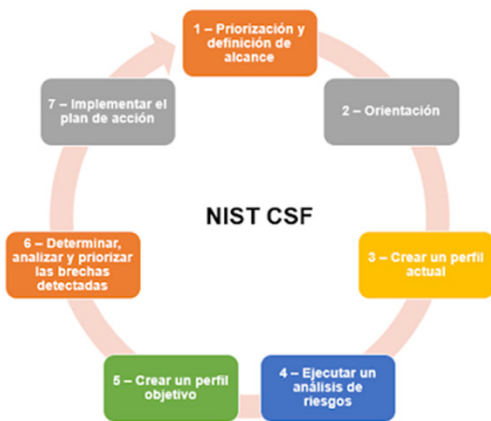 1 – Priorización y
definición de
alcance
2 – Orientación
3 – Crear un perfil
actual
4 – Ejecutar un
análisis de
riesgos
5 – Crear un perfil
objetivo
6 – Determinar,
analizar y priorizar
las brechas
detectadas
7 – Implementar el
plan de acción
NIST CSF